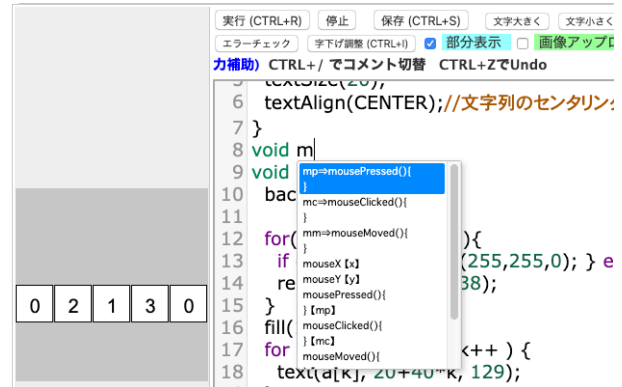 実行 (CTRL+R) 停止 保存 (CTRL+S) 文字大きく 文字小さく
エラーチェック 字下げ調整 (CTRL+I) 部分表示 画像アップロ
力補助) CTRL+/ でコメント切替 CTRL+ZでUndo
5 textSize(20);
6 textAlign(CENTER);//文字列のセンタリング
7 }
8 void m
9 void
mp⇒mousePressed(){
}
10 bac
mc⇒mouseClicked(){
}
11
mm⇒mouseMoved(){
}
12 for( ){
13 if (255,255,0); } e
mouseX【x】
mouseY【y】
14 re 38);
mousePressed(){
}【mp】
15 }
16 fill(
mouseClicked(){
}【mc】
17 for k++ ) {
mouseMoved(){
18 text(a[k], 20+40*k, 129);
0 2 1 3 0